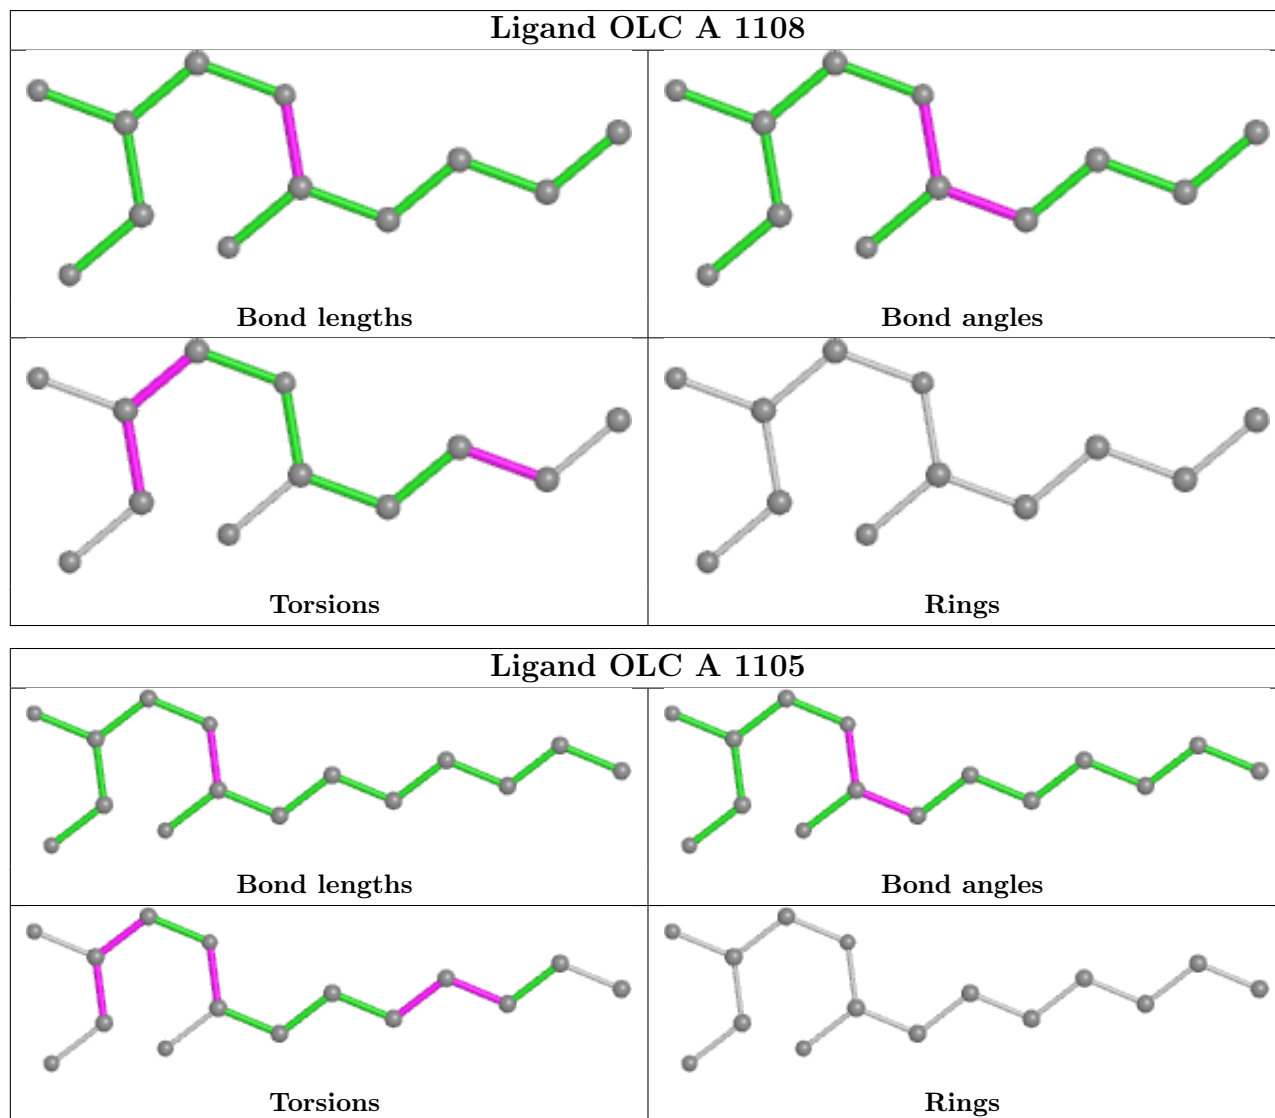 Ligand OLC A 1108
Bond lengths
Bond angles
Torsions
Rings
Ligand OLC A 1105
Bond lengths
Bond angles
Torsions
Rings